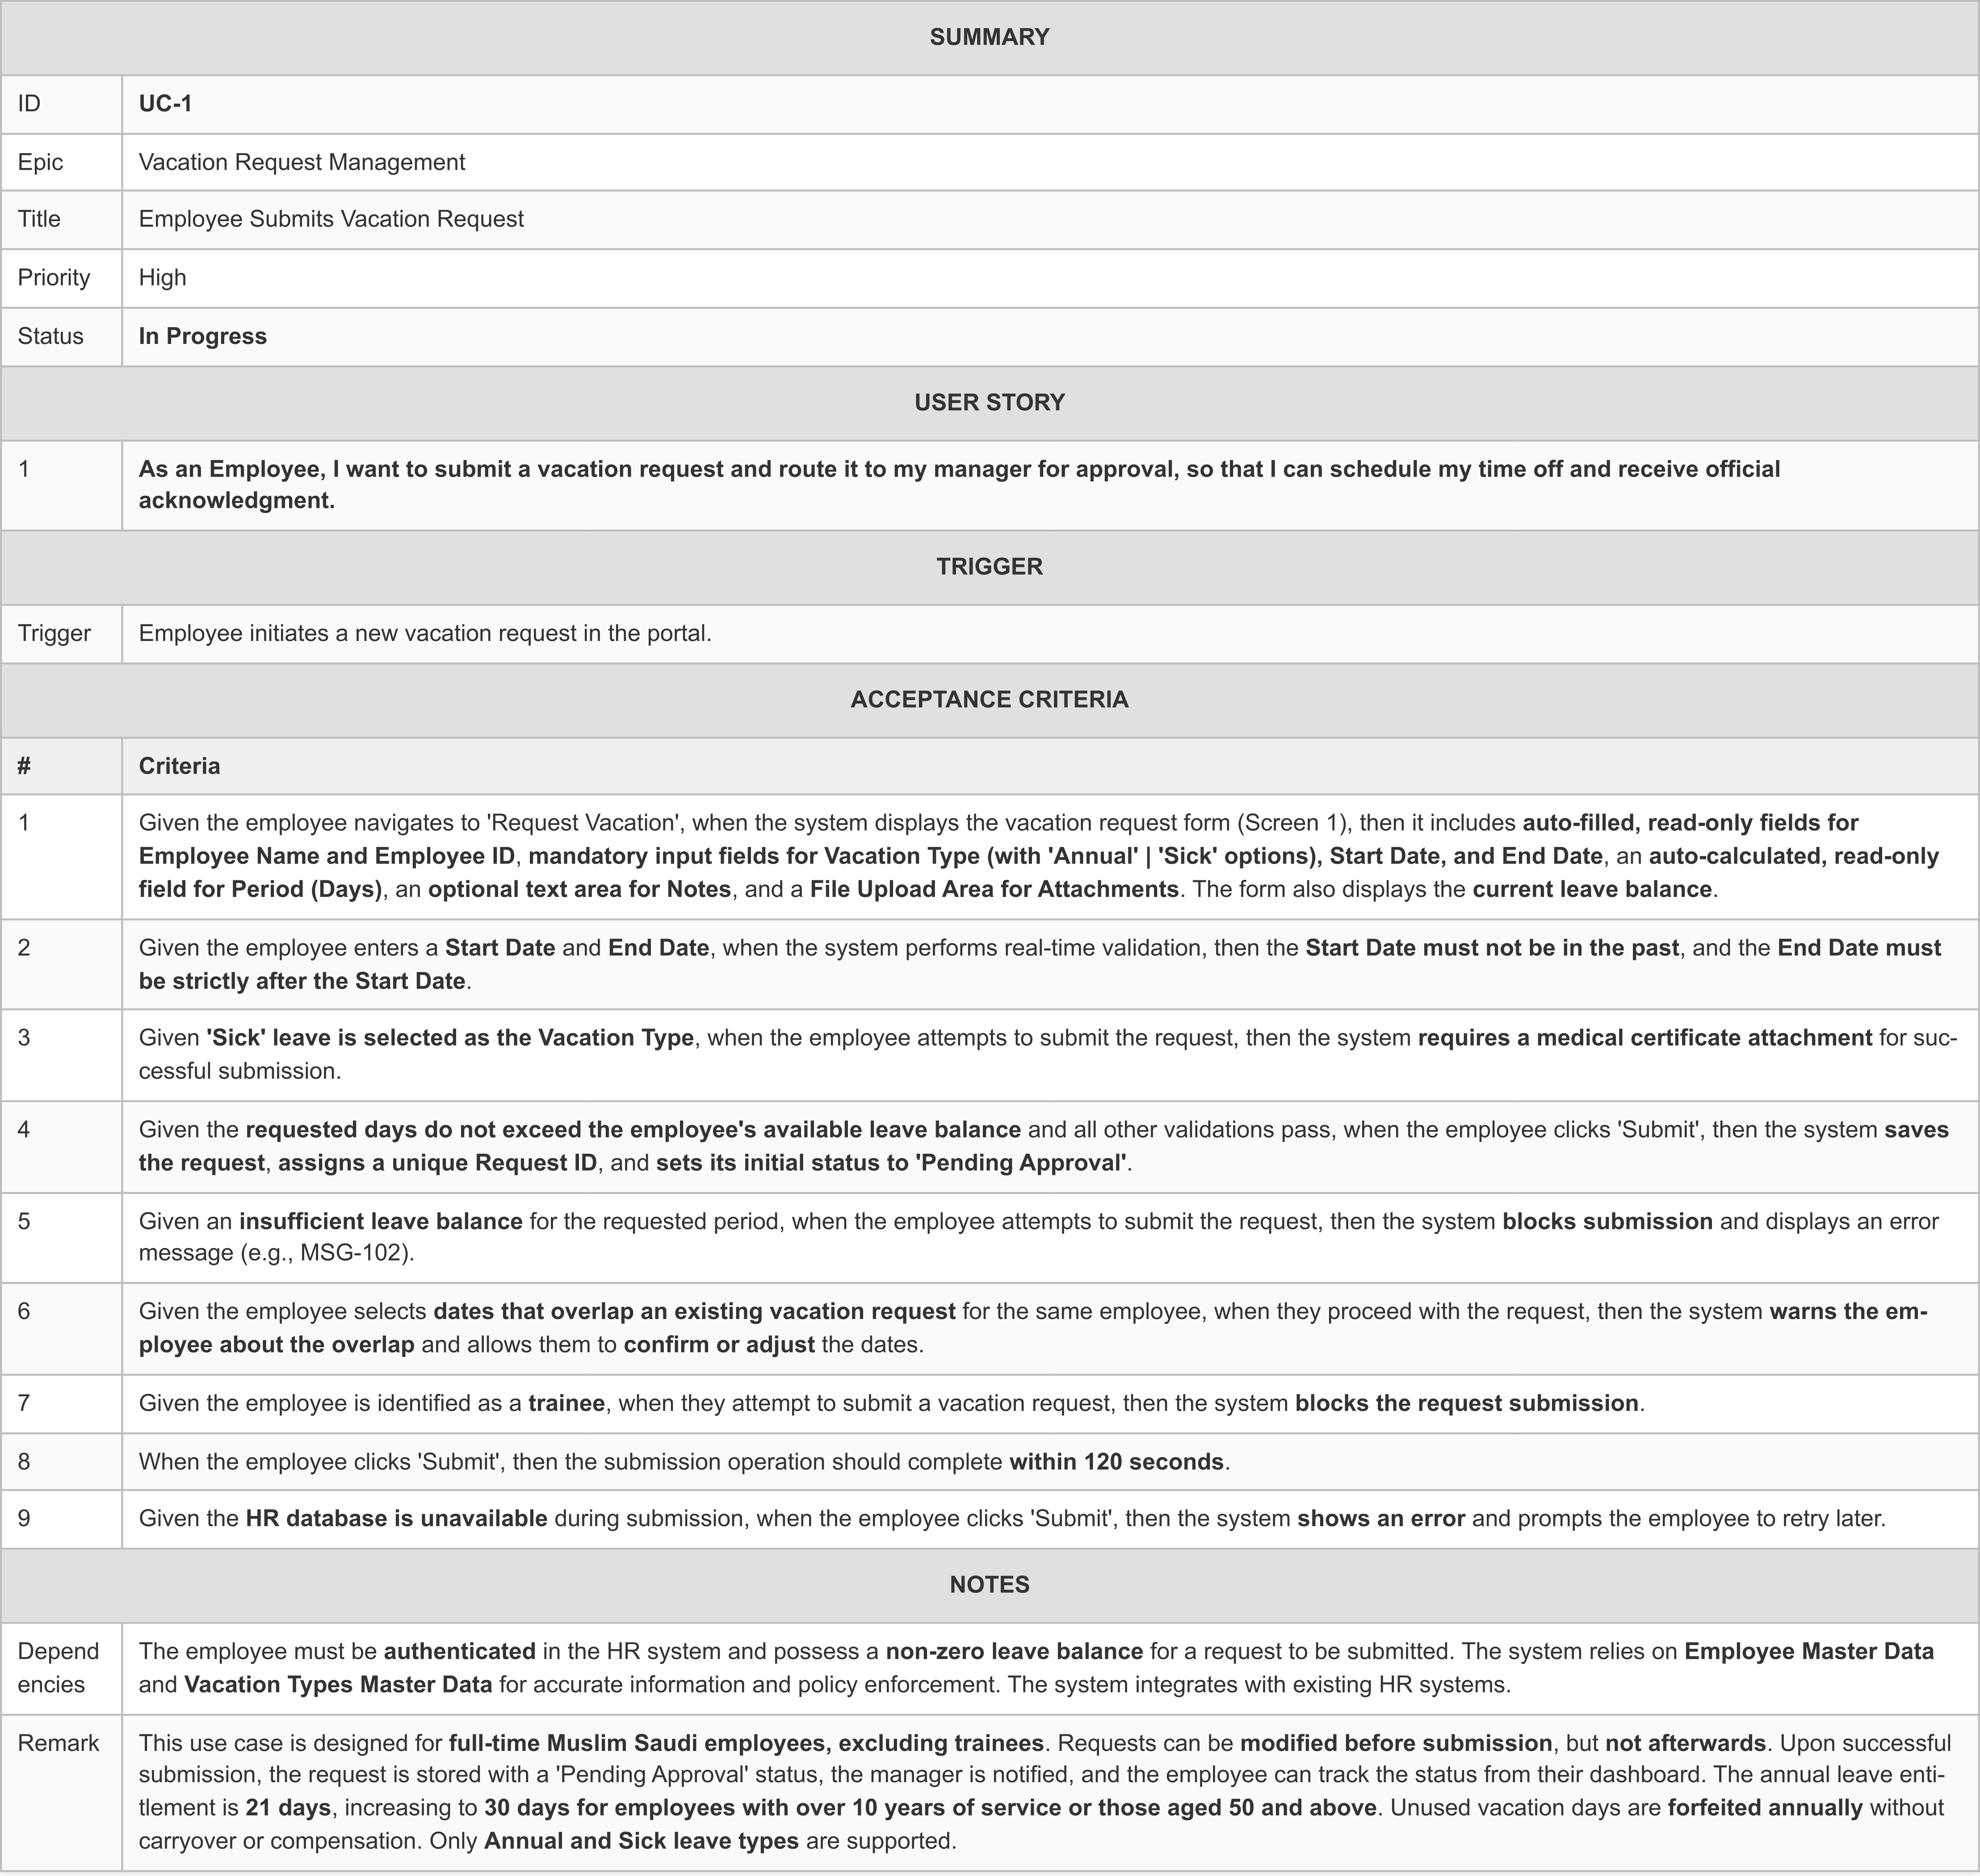 SUMMARY
ID UC-1
Epic Vacation Request Management
Title Employee Submits Vacation Request
Priority High
Status In Progress
USER STORY
1 As an Employee, I want to submit a vacation request and route it to my manager for approval, so that I can schedule my time off and receive official
acknowledgment.
TRIGGER
Trigger Employee initiates a new vacation request in the portal.
ACCEPTANCE CRITERIA
# Criteria
1 Given the employee navigates to 'Request Vacation', when the system displays the vacation request form (Screen 1), then it includes auto-filled, read-only fields for
Employee Name and Employee ID, mandatory input fields for Vacation Type (with 'Annual' | 'Sick' options), Start Date, and End Date, an auto-calculated, read-only
field for Period (Days), an optional text area for Notes, and a File Upload Area for Attachments. The form also displays the current leave balance.
2 Given the employee enters a Start Date and End Date, when the system performs real-time validation, then the Start Date must not be in the past, and the End Date must
be strictly after the Start Date.
3 Given 'Sick' leave is selected as the Vacation Type, when the employee attempts to submit the request, then the system requires a medical certificate attachment for suc-
cessful submission.
4 Given the requested days do not exceed the employee's available leave balance and all other validations pass, when the employee clicks 'Submit', then the system saves
the request, assigns a unique Request ID, and sets its initial status to 'Pending Approval'.
5 Given an insufficient leave balance for the requested period, when the employee attempts to submit the request, then the system blocks submission and displays an error
message (e.g., MSG-102).
6 Given the employee selects dates that overlap an existing vacation request for the same employee, when they proceed with the request, then the system warns the em-
ployee about the overlap and allows them to confirm or adjust the dates.
7 Given the employee is identified as a trainee, when they attempt to submit a vacation request, then the system blocks the request submission.
8 When the employee clicks 'Submit', then the submission operation should complete within 120 seconds.
9 Given the HR database is unavailable during submission, when the employee clicks 'Submit', then the system shows an error and prompts the employee to retry later.
NOTES
Depend The employee must be authenticated in the HR system and possess a non-zero leave balance for a request to be submitted. The system relies on Employee Master Data
encies and Vacation Types Master Data for accurate information and policy enforcement. The system integrates with existing HR systems.
Remark This use case is designed for full-time Muslim Saudi employees, excluding trainees. Requests can be modified before submission, but not afterwards. Upon successful
submission, the request is stored with a 'Pending Approval' status, the manager is notified, and the employee can track the status from their dashboard. The annual leave enti-
tlement is 21 days, increasing to 30 days for employees with over 10 years of service or those aged 50 and above. Unused vacation days are forfeited annually without
carryover or compensation. Only Annual and Sick leave types are supported.